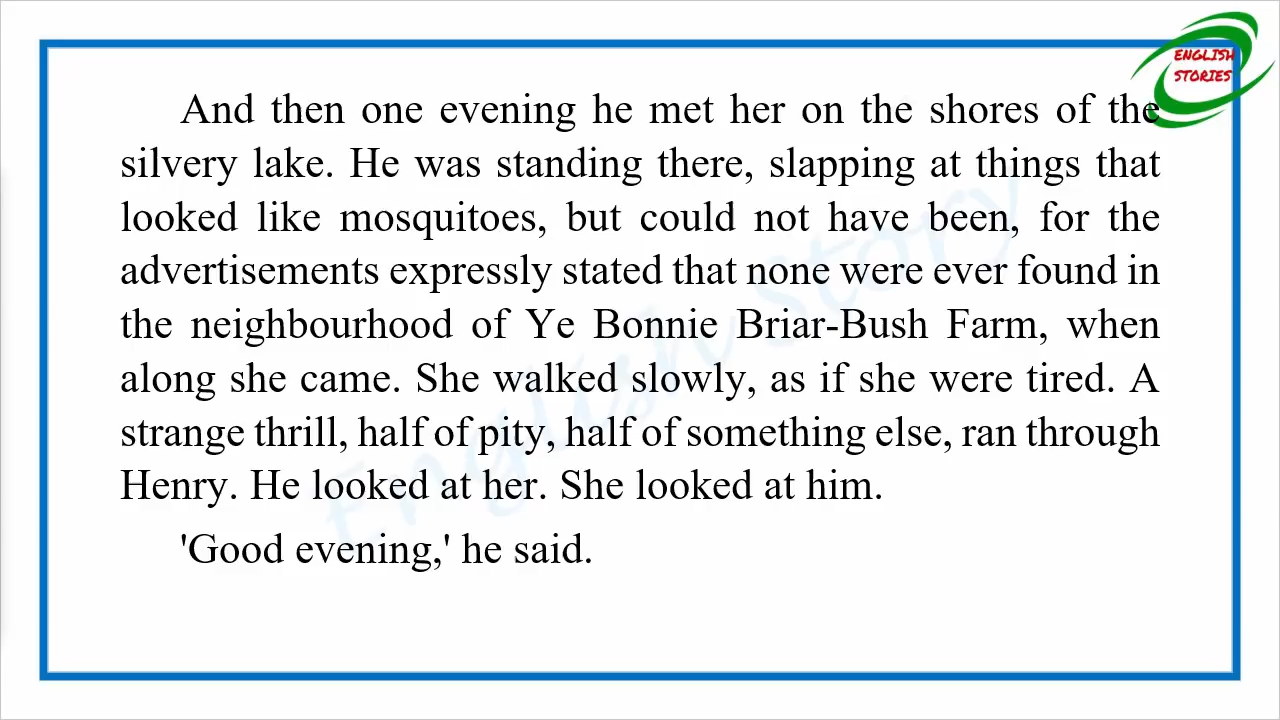 ENGLISH
STORIES
And then one evening he met her on the shores of the
silvery lake. He was standing there, slapping at things that
looked like mosquitoes, but could not have been, for the
advertisements expressly stated that none were ever found in
the neighbourhood of Ye Bonnie Briar-Bush Farm, when
along she came. She walked slowly, as if she were tired. A
strange thrill, half of pity, half of something else, ran through
Henry. He looked at her. She looked at him.
'Good evening,' he said.
English Story